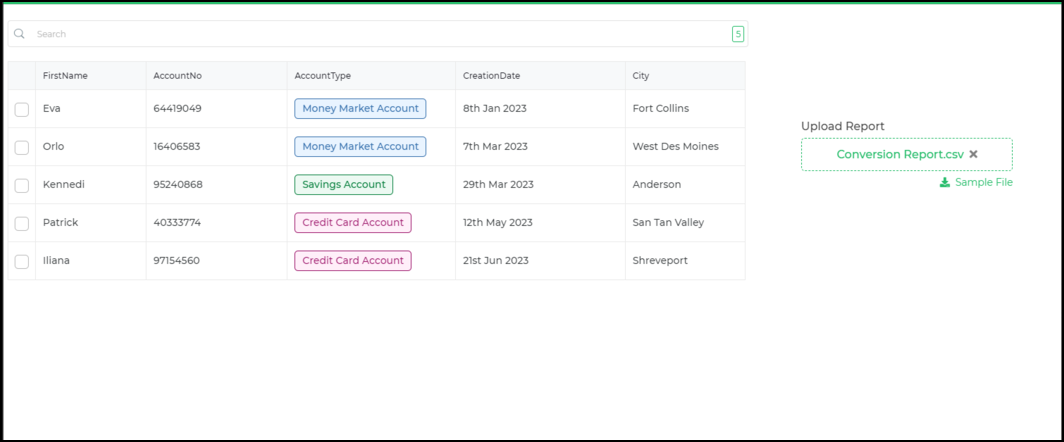 Search 5
FirstName AccountNo AccountType CreationDate City
Eva 64419049 Money Market Account 8th Jan 2023 Fort Collins
Orlo 16406583 Money Market Account 7th Mar 2023 West Des Moines
Kennedi 95240868 Savings Account 29th Mar 2023 Anderson
Patrick 40333774 Credit Card Account 12th May 2023 San Tan Valley
Iliana 97154560 Credit Card Account 21st Jun 2023 Shreveport
Upload Report
Conversion Report.csv
Sample File